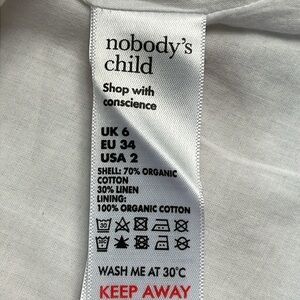 nobody's
child
Shop with
conscience
UK 6
EU 34
USA 2
SHELL: 70% ORGANIC
COTTON
30% LINEN
LINING:
100% ORGANIC COTTON
WASH ME AT 30°C
KEEP AWAY